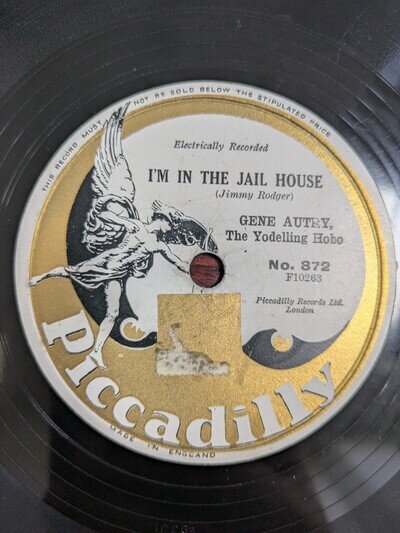 THIS RECORD MUST NOT BE SOLD BELOW THE STIPULATED PRICE
Electrically Recorded
I'M IN THE JAIL HOUSE
(Jimmy Rodger)
GENE AUTRY,
The Yodelling Hobo
No. 872
F10263
Piccadilly Records Ltd.
London
Piccadilly
MADE IN ENGLAND